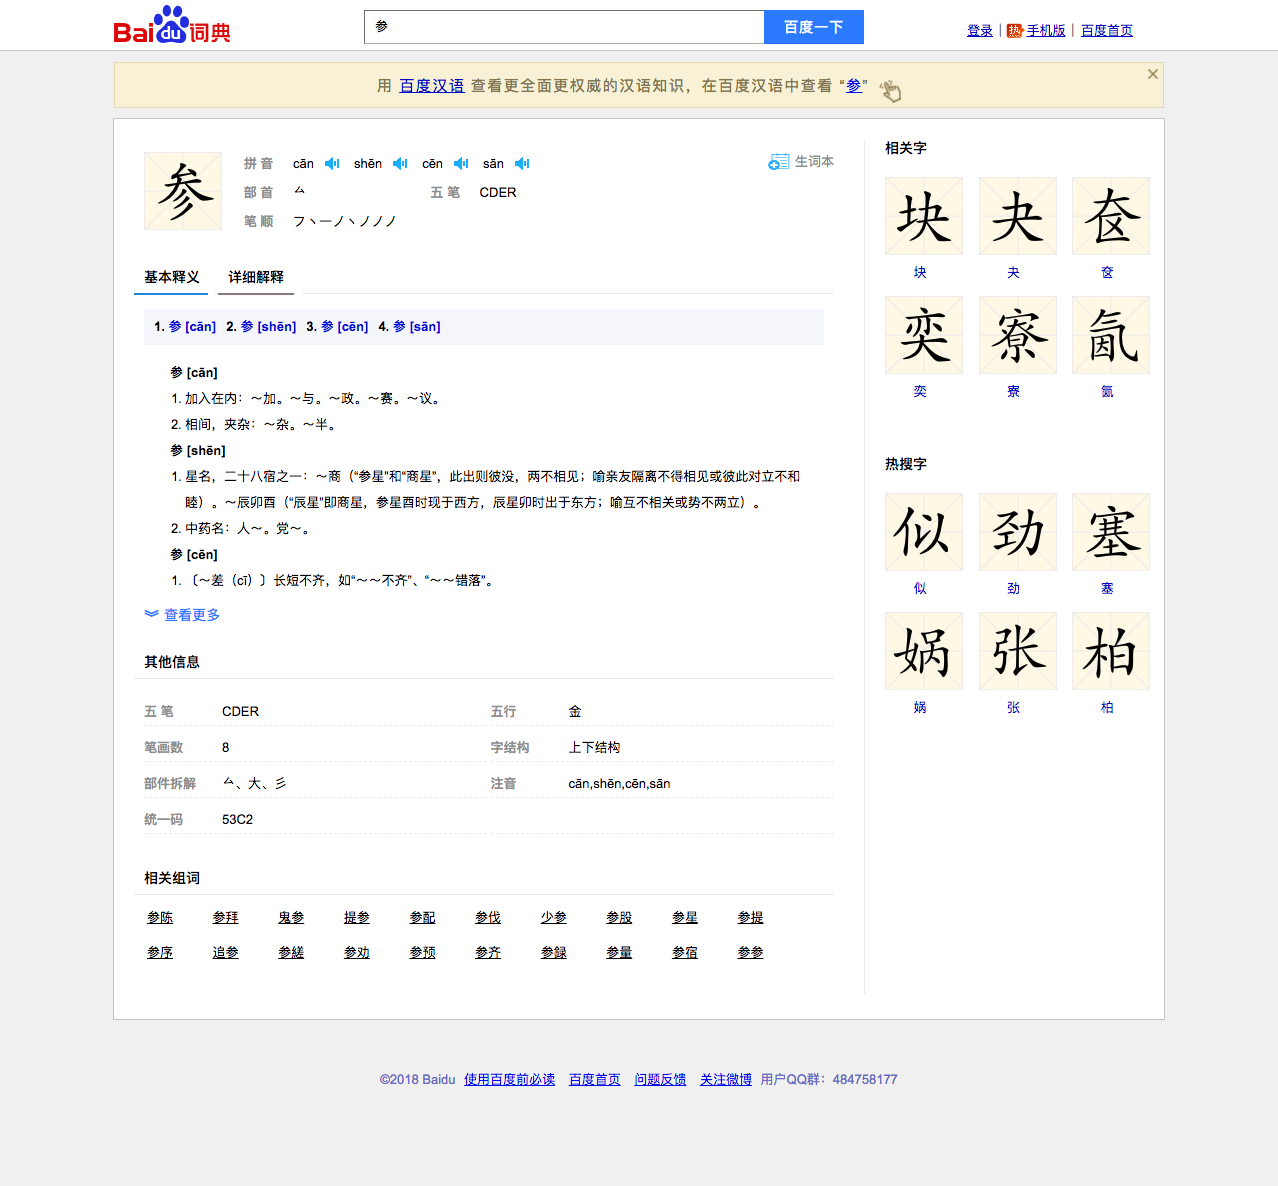 Bai du 词典
参
百度一下
登录 | 热 手机版 | 百度首页
用 百度汉语 查看更全面更权威的汉语知识，在百度汉语中查看 “参”
参
拼 音 cān shēn cēn sān
生词本
部 首 厶 五 笔 CDER
笔 顺 フ丶一ノ丶ノノノ
基本释义 详细解释
1. 参 [cān] 2. 参 [shēn] 3. 参 [cēn] 4. 参 [sān]
参 [cān]
1. 加入在内：～加。～与。～政。～赛。～议。
2. 相间，夹杂：～杂。～半。
参 [shēn]
1. 星名，二十八宿之一：～商（“参星”和“商星”，此出则彼没，两不相见；喻亲友隔离不得相见或彼此对立不和
睦）。～辰卯酉（“辰星”即商星，参星酉时现于西方，辰星卯时出于东方；喻互不相关或势不两立）。
2. 中药名：人～。党～。
参 [cēn]
1. 〔～差（cī）〕长短不齐，如“～～不齐”、“～～错落”。
查看更多
其他信息
五 笔 CDER 五行 金
笔画数 8 字结构 上下结构
部件拆解 厶、大、彡 注音 cān,shēn,cēn,sān
统一码 53C2
相关组词
参陈 参拜 鬼参 提参 参配 参伐 少参 参股 参星 参提
参序 追参 参縒 参劝 参预 参齐 参録 参量 参宿 参参
相关字
块 夬 奁
块 夬 奁
奕 寮 氤
奕 寮 氤
热搜字
似 劲 塞
似 劲 塞
娲 张 柏
娲 张 柏
©2018 Baidu 使用百度前必读 百度首页 问题反馈 关注微博 用户QQ群：484758177